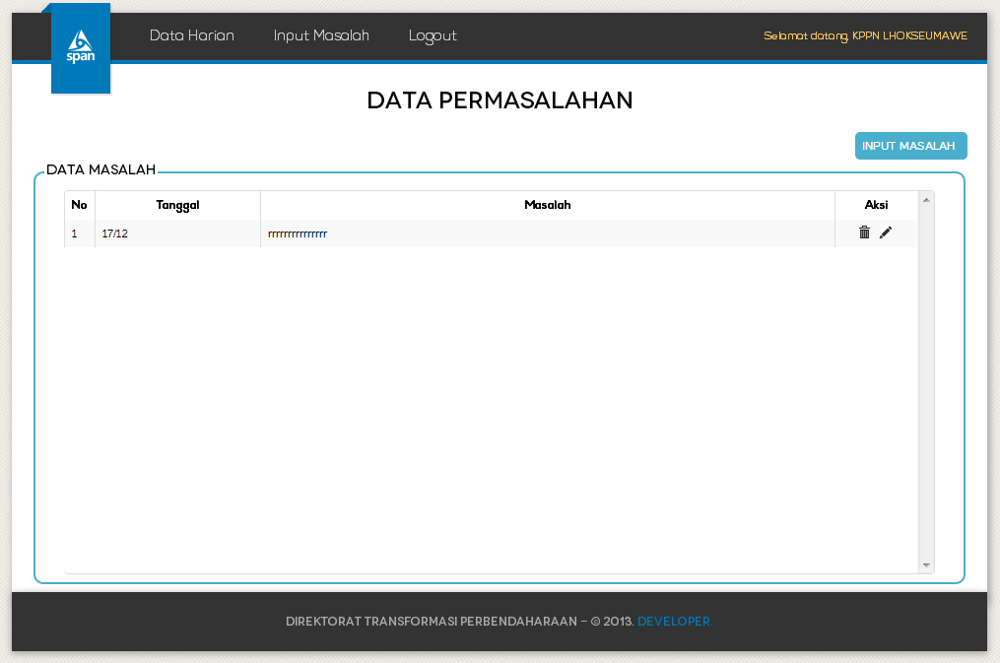 span
Data Harian Input Masalah Logout
Selamat datang, KPPN LHOKSEUMAWE
DATA PERMASALAHAN
INPUT MASALAH
DATA MASALAH
No Tanggal Masalah Aksi
1 17/12 rrrrrrrrrrrrrrr
DIREKTORAT TRANSFORMASI PERBENDAHARAAN - © 2013. DEVELOPER.